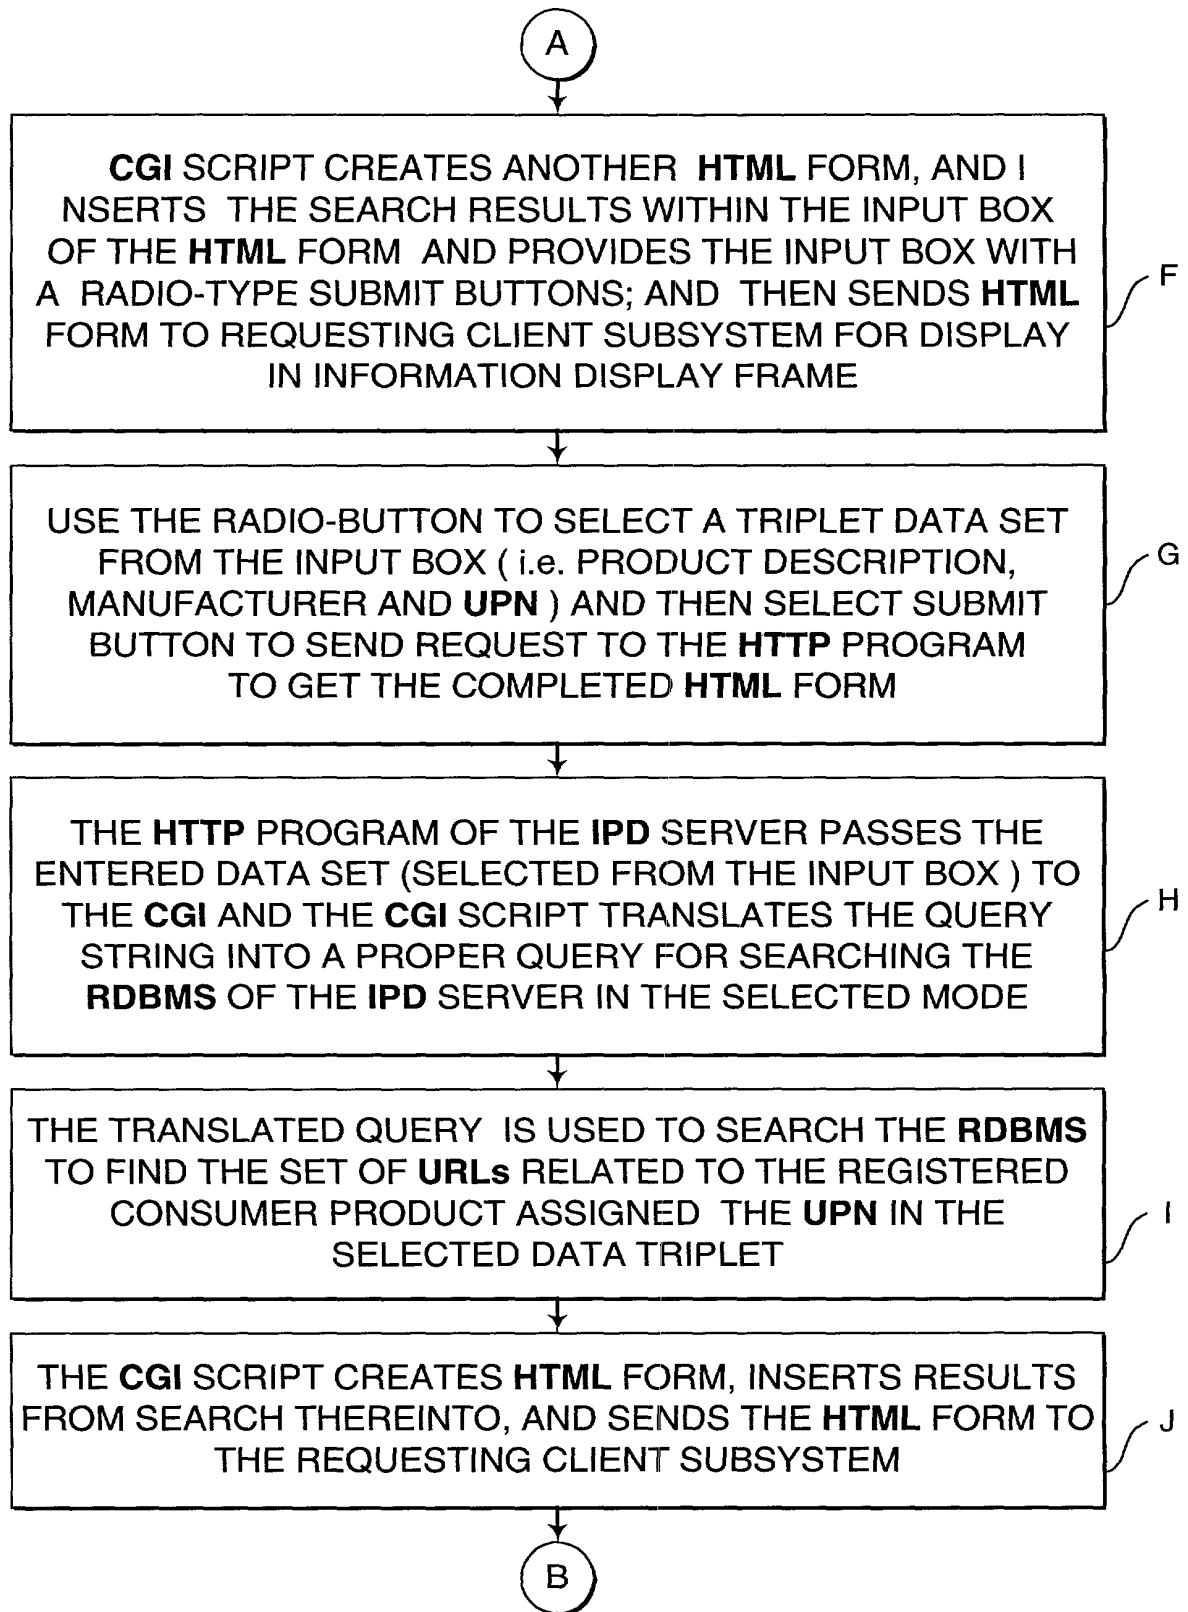 A
CGI SCRIPT CREATES ANOTHER HTML FORM, AND I
NSERTS THE SEARCH RESULTS WITHIN THE INPUT BOX
OF THE HTML FORM AND PROVIDES THE INPUT BOX WITH
A RADIO-TYPE SUBMIT BUTTONS; AND THEN SENDS HTML
FORM TO REQUESTING CLIENT SUBSYSTEM FOR DISPLAY
IN INFORMATION DISPLAY FRAME
F
USE THE RADIO-BUTTON TO SELECT A TRIPLET DATA SET
FROM THE INPUT BOX ( i.e. PRODUCT DESCRIPTION,
MANUFACTURER AND UPN ) AND THEN SELECT SUBMIT
BUTTON TO SEND REQUEST TO THE HTTP PROGRAM
TO GET THE COMPLETED HTML FORM
G
THE HTTP PROGRAM OF THE IPD SERVER PASSES THE
ENTERED DATA SET (SELECTED FROM THE INPUT BOX ) TO
THE CGI AND THE CGI SCRIPT TRANSLATES THE QUERY
STRING INTO A PROPER QUERY FOR SEARCHING THE
RDBMS OF THE IPD SERVER IN THE SELECTED MODE
H
THE TRANSLATED QUERY IS USED TO SEARCH THE RDBMS
TO FIND THE SET OF URLs RELATED TO THE REGISTERED
CONSUMER PRODUCT ASSIGNED THE UPN IN THE
SELECTED DATA TRIPLET
I
THE CGI SCRIPT CREATES HTML FORM, INSERTS RESULTS
FROM SEARCH THEREINTO, AND SENDS THE HTML FORM TO
THE REQUESTING CLIENT SUBSYSTEM
J
B